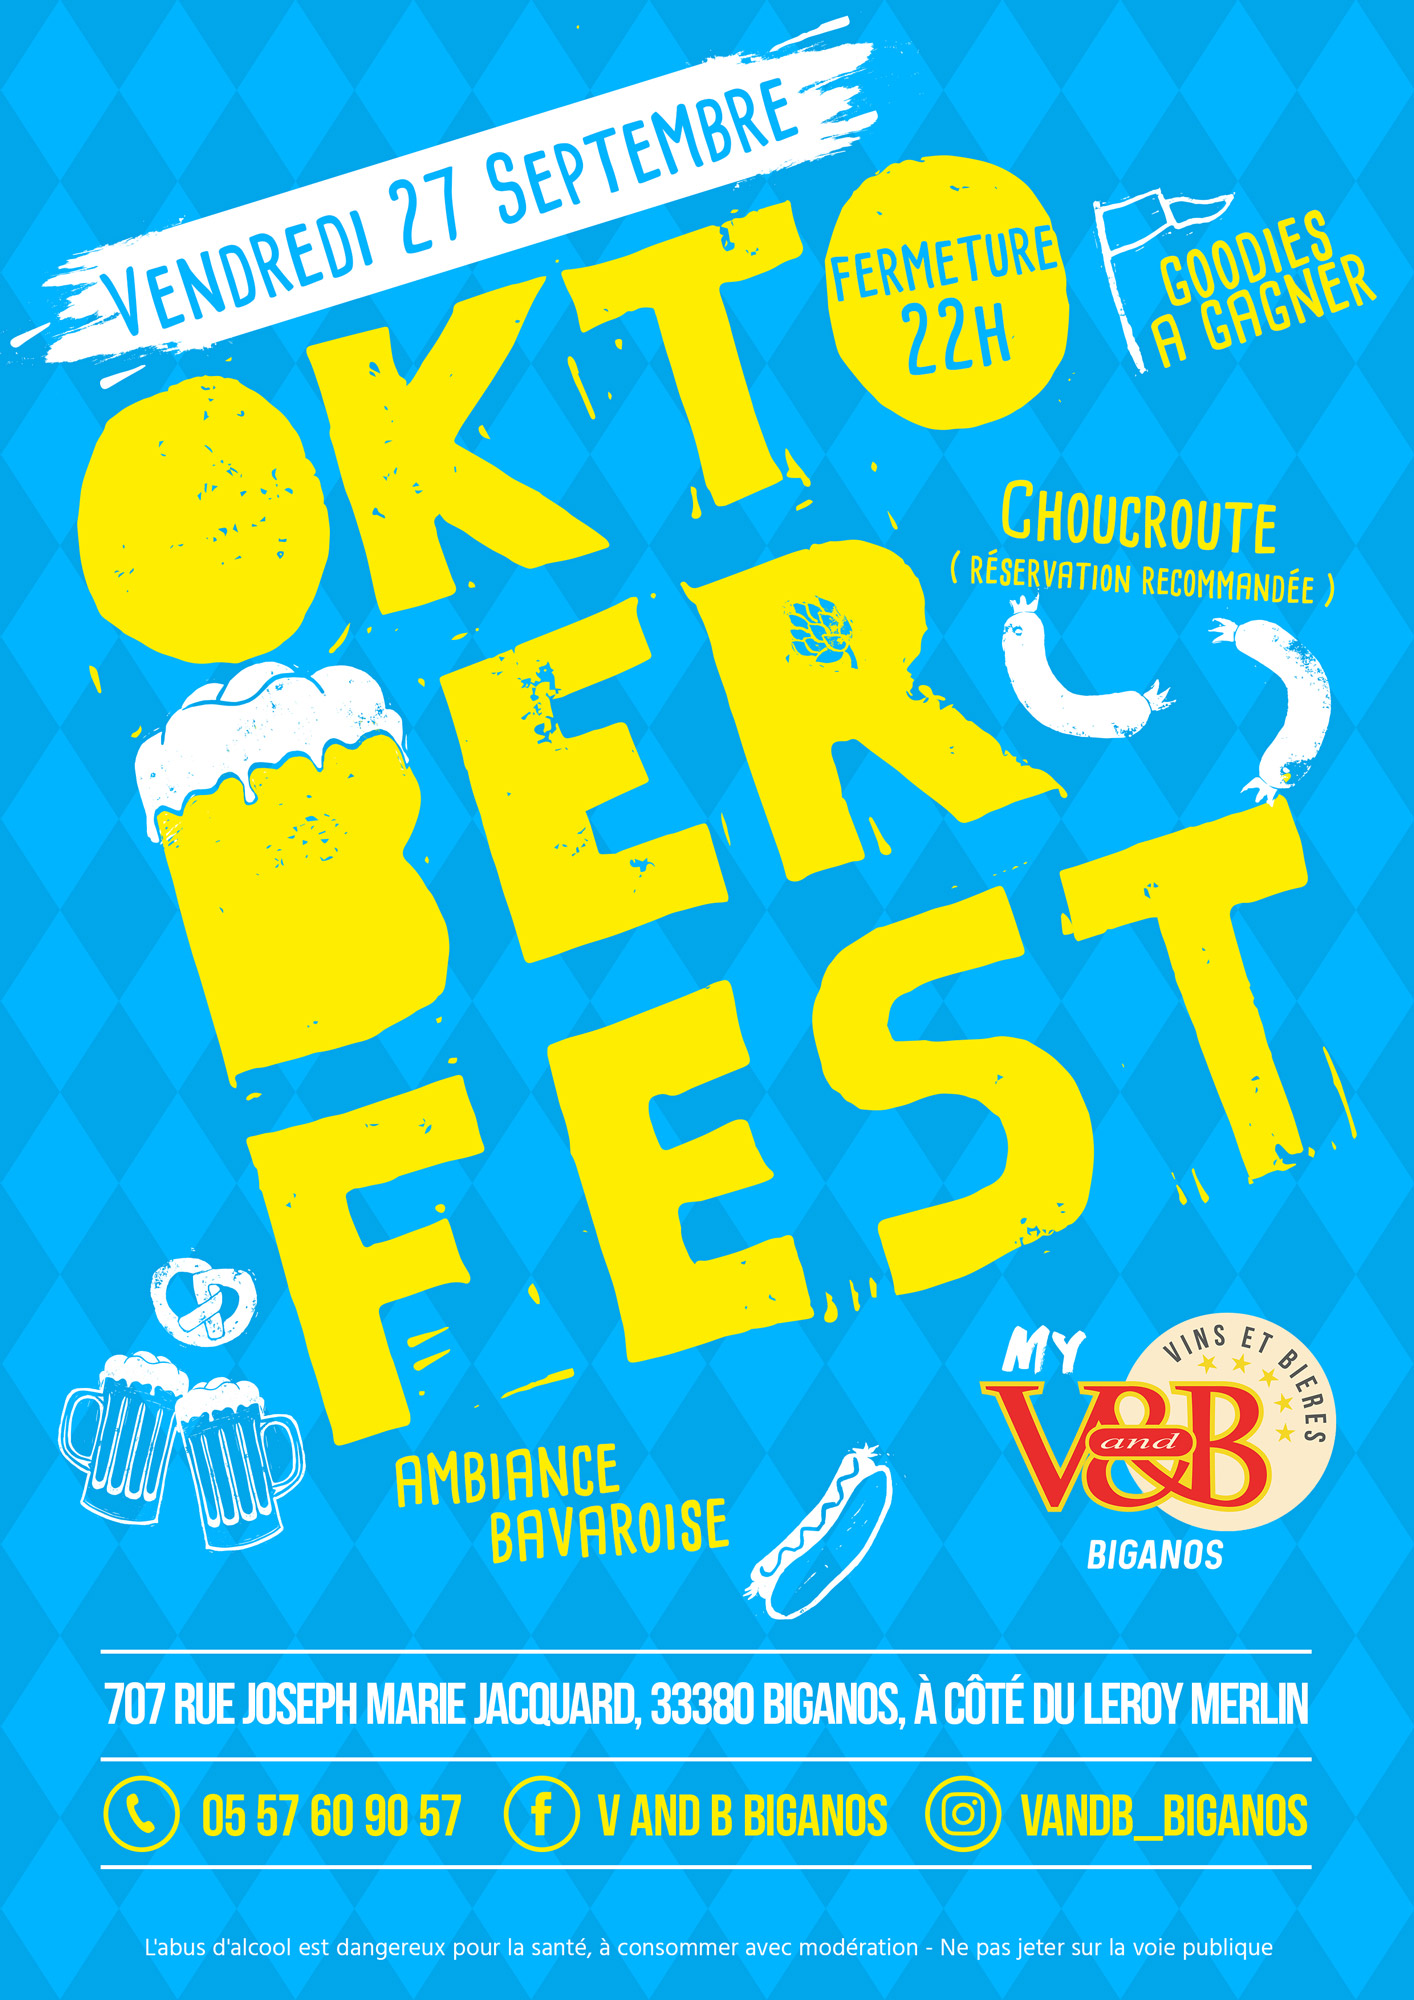 VENDREDI 27 SEPTEMBRE
OKTO
FERMETURE
22H
GOODIES
A GAGNER
CHOUCROUTE
( RÉSERVATION RECOMMANDÉE )
BER
FEST
AMBIANCE
BAVAROISE
MY
VINS ET BIERES
V and B
&
BIGANOS
707 RUE JOSEPH MARIE JACQUARD, 33380 BIGANOS, À CÔTÉ DU LEROY MERLIN
05 57 60 90 57 V AND B BIGANOS VANDB_BIGANOS
L'abus d'alcool est dangereux pour la santé, à consommer avec modération - Ne pas jeter sur la voie publique